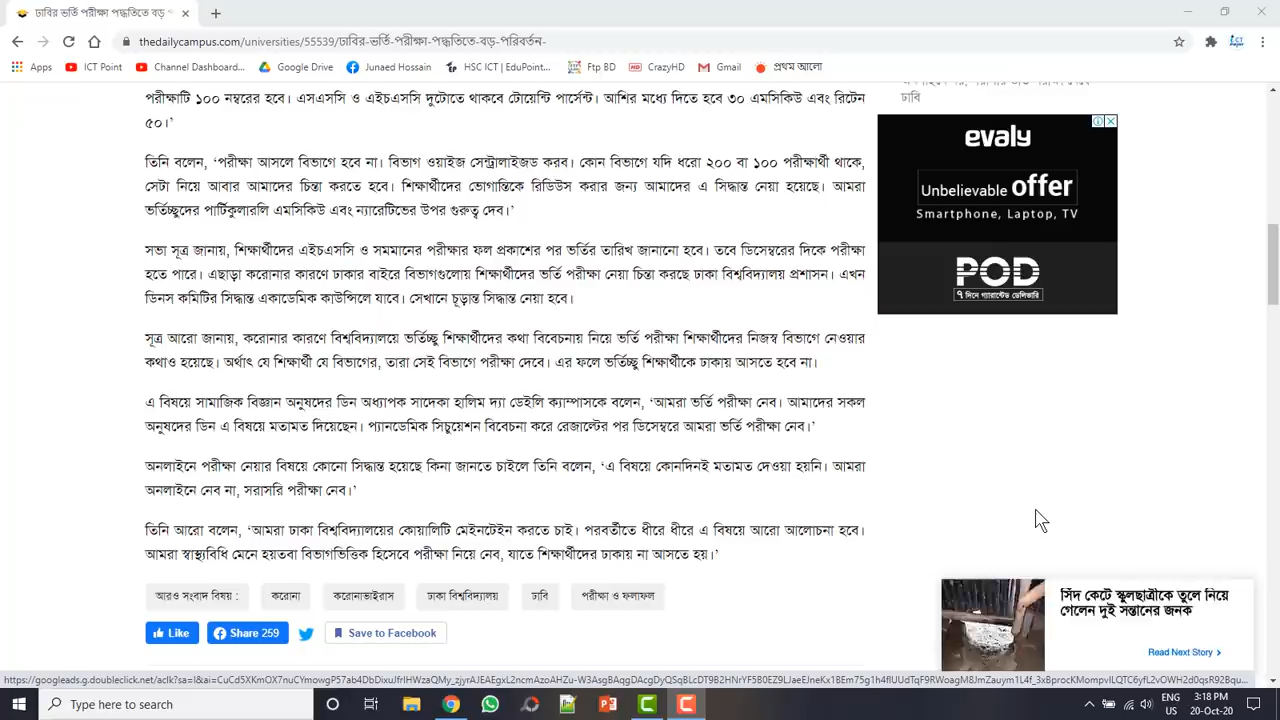 ঢাবির ভর্তি পরীক্ষা পদ্ধতিতে বড়
thedailycampus.com/universities/55539/ঢাবির-ভর্তি-পরীক্ষা-পদ্ধতিতে-বড়-পরিবর্তন-
Apps ICT Point Channel Dashboard... Google Drive Junaed Hossain HSC ICT | EduPoint... Ftp BD CrazyHD Gmail প্রথম আলো
পরীক্ষাটি ১০০ নম্বরের হবে। এসএসসি ও এইচএসসি দুটোতে থাকবে টোয়েন্টি পার্সেন্ট। আশির মধ্যে দিতে হবে ৩০ এমসিকিউ এবং রিটেন
৫০।’
তিনি বলেন, ‘পরীক্ষা আসলে বিভাগে হবে না। বিভাগ ওয়াইজ সেন্ট্রালাইজড করব। কোন বিভাগে যদি ধরো ২০০ বা ১০০ পরীক্ষার্থী থাকে,
সেটা নিয়ে আবার আমাদের চিন্তা করতে হবে। শিক্ষার্থীদের ভোগান্তিকে রিডিউস করার জন্য আমাদের এ সিদ্ধান্ত নেয়া হয়েছে। আমরা
ভর্তিচ্ছুদের পার্টিকুলারলি এমসিকিউ এবং ন্যারেটিভের উপর গুরুত্ব দেব।’
সভা সূত্র জানায়, শিক্ষার্থীদের এইচএসসি ও সমমানের পরীক্ষার ফল প্রকাশের পর ভর্তির তারিখ জানানো হবে। তবে ডিসেম্বরের দিকে পরীক্ষা
হতে পারে। এছাড়া করোনার কারণে ঢাকার বাইরে বিভাগগুলোয় শিক্ষার্থীদের ভর্তি পরীক্ষা নেয়া চিন্তা করছে ঢাকা বিশ্ববিদ্যালয় প্রশাসন। এখন
ডিনস কমিটির সিদ্ধান্ত একাডেমিক কাউন্সিলে যাবে। সেখানে চূড়ান্ত সিদ্ধান্ত নেয়া হবে।
সূত্র আরো জানায়, করোনার কারণে বিশ্ববিদ্যালয়ে ভর্তিচ্ছু শিক্ষার্থীদের কথা বিবেচনায় নিয়ে ভর্তি পরীক্ষা শিক্ষার্থীদের নিজস্ব বিভাগে নেওয়ার
কথাও হয়েছে। অর্থাৎ যে শিক্ষার্থী যে বিভাগের, তারা সেই বিভাগে পরীক্ষা দেবে। এর ফলে ভর্তিচ্ছু শিক্ষার্থীকে ঢাকায় আসতে হবে না।
এ বিষয়ে সামাজিক বিজ্ঞান অনুষদের ডিন অধ্যাপক সাদেকা হালিম দ্যা ডেইলি ক্যাম্পাসকে বলেন, ‘আমরা ভর্তি পরীক্ষা নেব। আমাদের সকল
অনুষদের ডিন এ বিষয়ে মতামত দিয়েছেন। প্যানডেমিক সিচুয়েশন বিবেচনা করে রেজাল্টের পর ডিসেম্বরে আমরা ভর্তি পরীক্ষা নেব।’
অনলাইনে পরীক্ষা নেয়ার বিষয়ে কোনো সিদ্ধান্ত হয়েছে কিনা জানতে চাইলে তিনি বলেন, ‘এ বিষয়ে কোনদিনই মতামত দেওয়া হয়নি। আমরা
অনলাইনে নেব না, সরাসরি পরীক্ষা নেব।’
তিনি আরো বলেন, ‘আমরা ঢাকা বিশ্ববিদ্যালয়ের কোয়ালিটি মেইনটেইন করতে চাই। পরবর্তীতে ধীরে ধীরে এ বিষয়ে আরো আলোচনা হবে।
আমরা স্বাস্থ্যবিধি মেনে হয়তবা বিভাগভিত্তিক হিসেবে পরীক্ষা নিয়ে নেব, যাতে শিক্ষার্থীদের ঢাকায় না আসতে হয়।’
আরও সংবাদ বিষয় : করোনা করোনাভাইরাস ঢাকা বিশ্ববিদ্যালয় ঢাবি পরীক্ষা ও ফলাফল
Like Share 259 Save to Facebook
ঢাবি
evaly
Unbelievable offer
Smartphone, Laptop, TV
POD
৭ দিনে গ্যারান্টেড ডেলিভারি
সিঁদ কেটে স্কুলছাত্রীকে তুলে নিয়ে
গেলেন দুই সন্তানের জনক
Read Next Story
Type here to search
ENG
US
3:18 PM
20-Oct-20